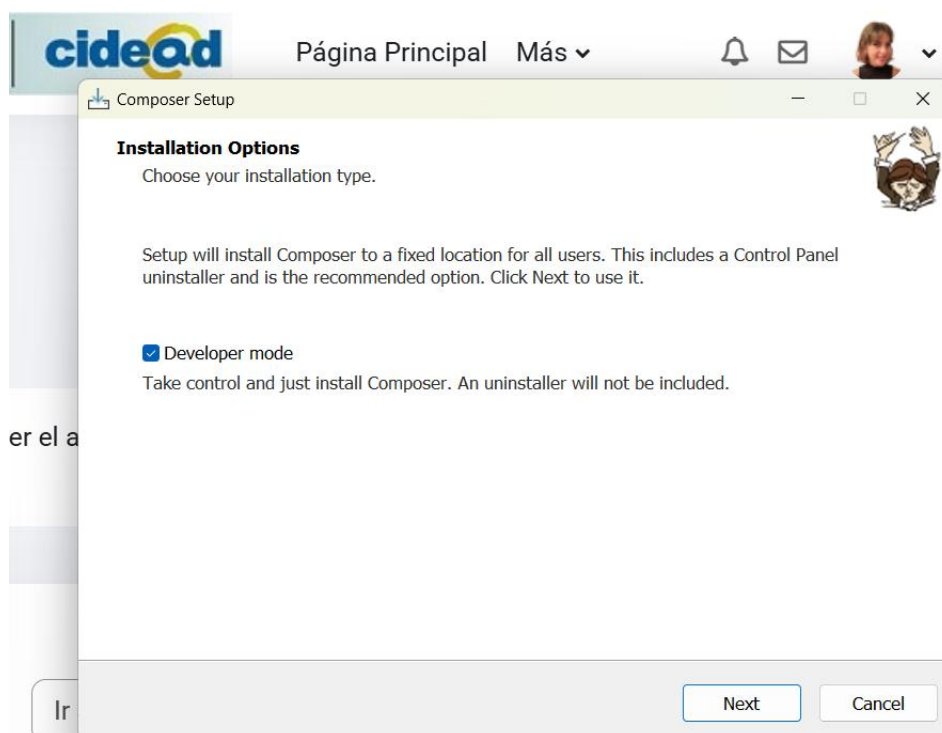 cidead
Página Principal Más
Composer Setup
Installation Options
Choose your installation type.
Setup will install Composer to a fixed location for all users. This includes a Control Panel
uninstaller and is the recommended option. Click Next to use it.
Developer mode
Take control and just install Composer. An uninstaller will not be included.
er el a
Ir
Next Cancel